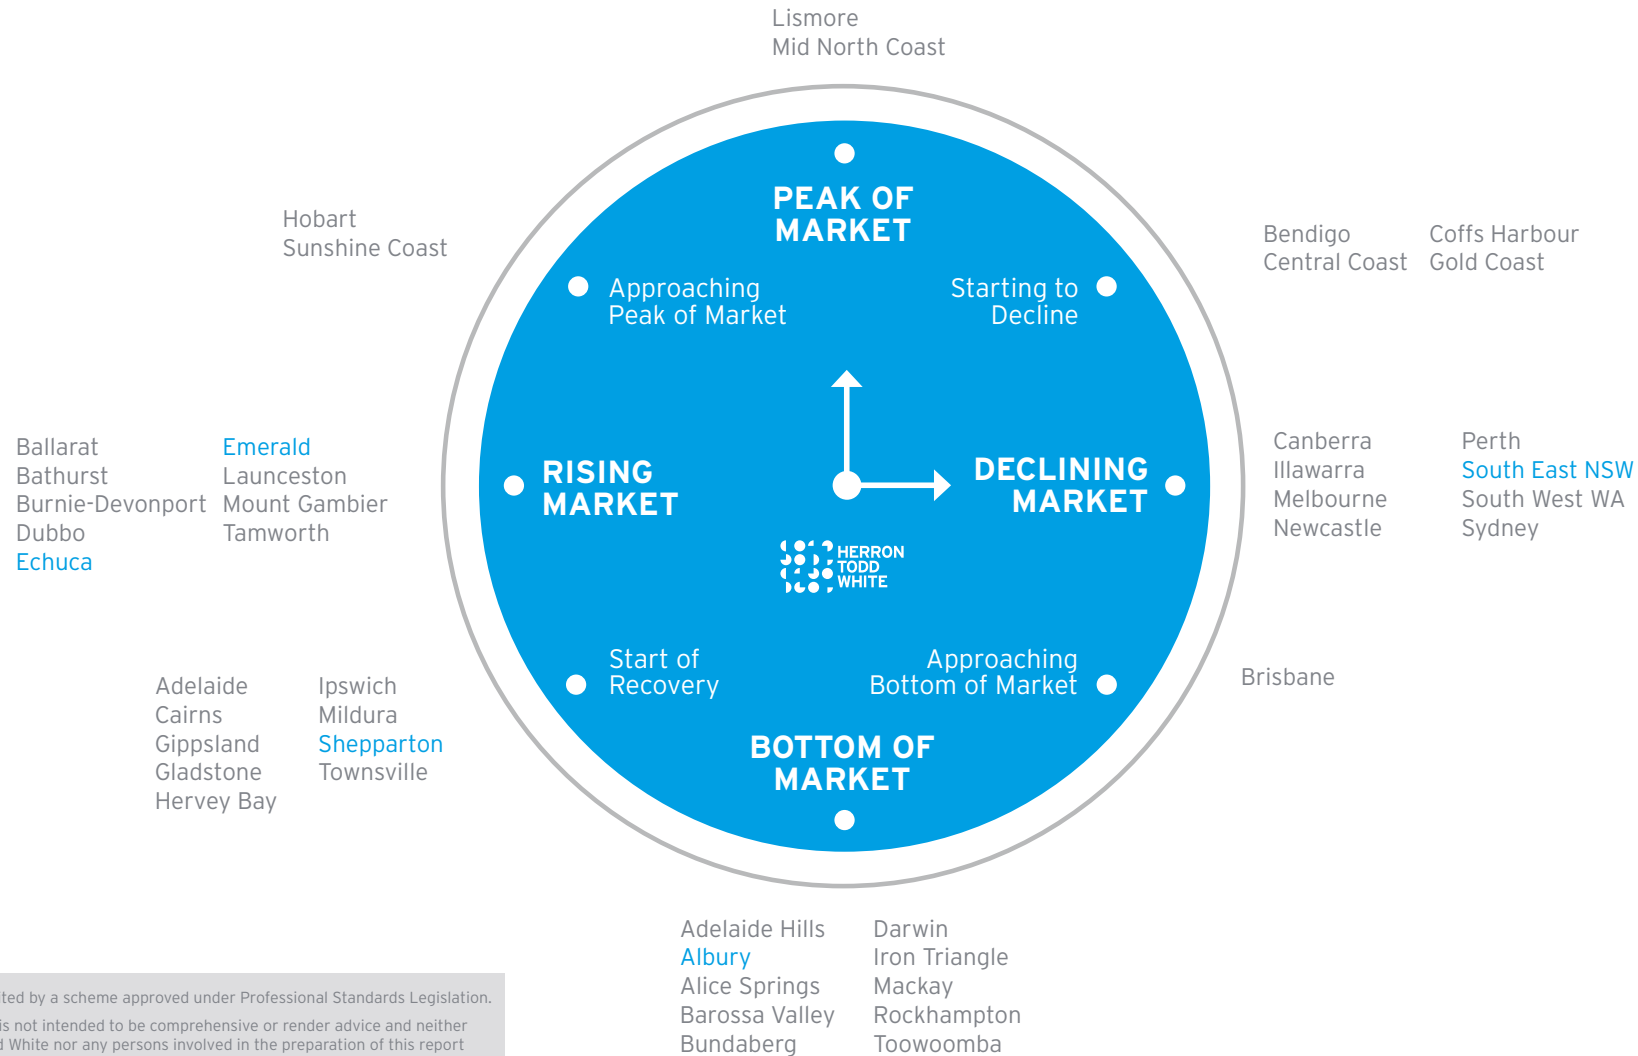 Lismore
Mid North Coast
PEAK OF
MARKET
Hobart
Sunshine Coast
Approaching
Peak of Market
Starting to
Decline
Bendigo
Central Coast
Coffs Harbour
Gold Coast
Ballarat
Bathurst
Burnie-Devonport
Dubbo
Echuca
Emerald
Launceston
Mount Gambier
Tamworth
RISING
MARKET
DECLINING
MARKET
Canberra
Illawarra
Melbourne
Newcastle
Perth
South East NSW
South West WA
Sydney
HERRON
TODD
WHITE
Adelaide
Cairns
Gippsland
Gladstone
Hervey Bay
Ipswich
Mildura
Shepparton
Townsville
Start of
Recovery
Approaching
Bottom of Market
Brisbane
BOTTOM OF
MARKET
Adelaide Hills
Albury
Alice Springs
Barossa Valley
Bundaberg
Darwin
Iron Triangle
Mackay
Rockhampton
Toowoomba
by a scheme approved under Professional Standards Legislation.
is not intended to be comprehensive or render advice and neither
White nor any persons involved in the preparation of this report